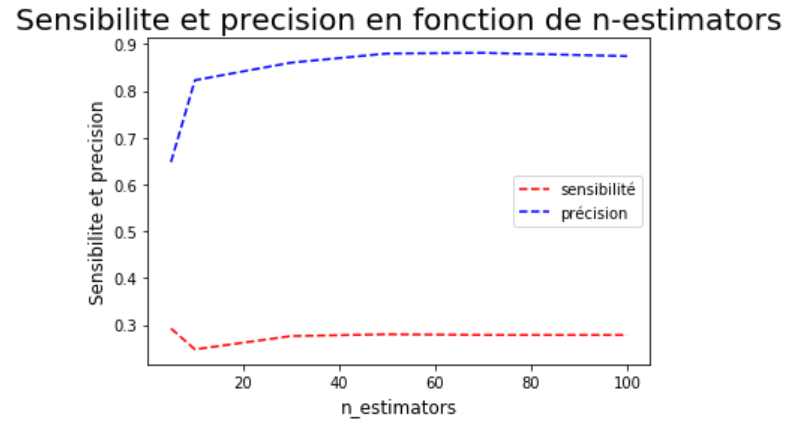 Sensibilite et precision en fonction de n-estimators
0.9
0.8
0.7
0.6
0.5
0.4
0.3
Sensibilite et precision
sensibilité
précision
20 40 60 80 100
n_estimators